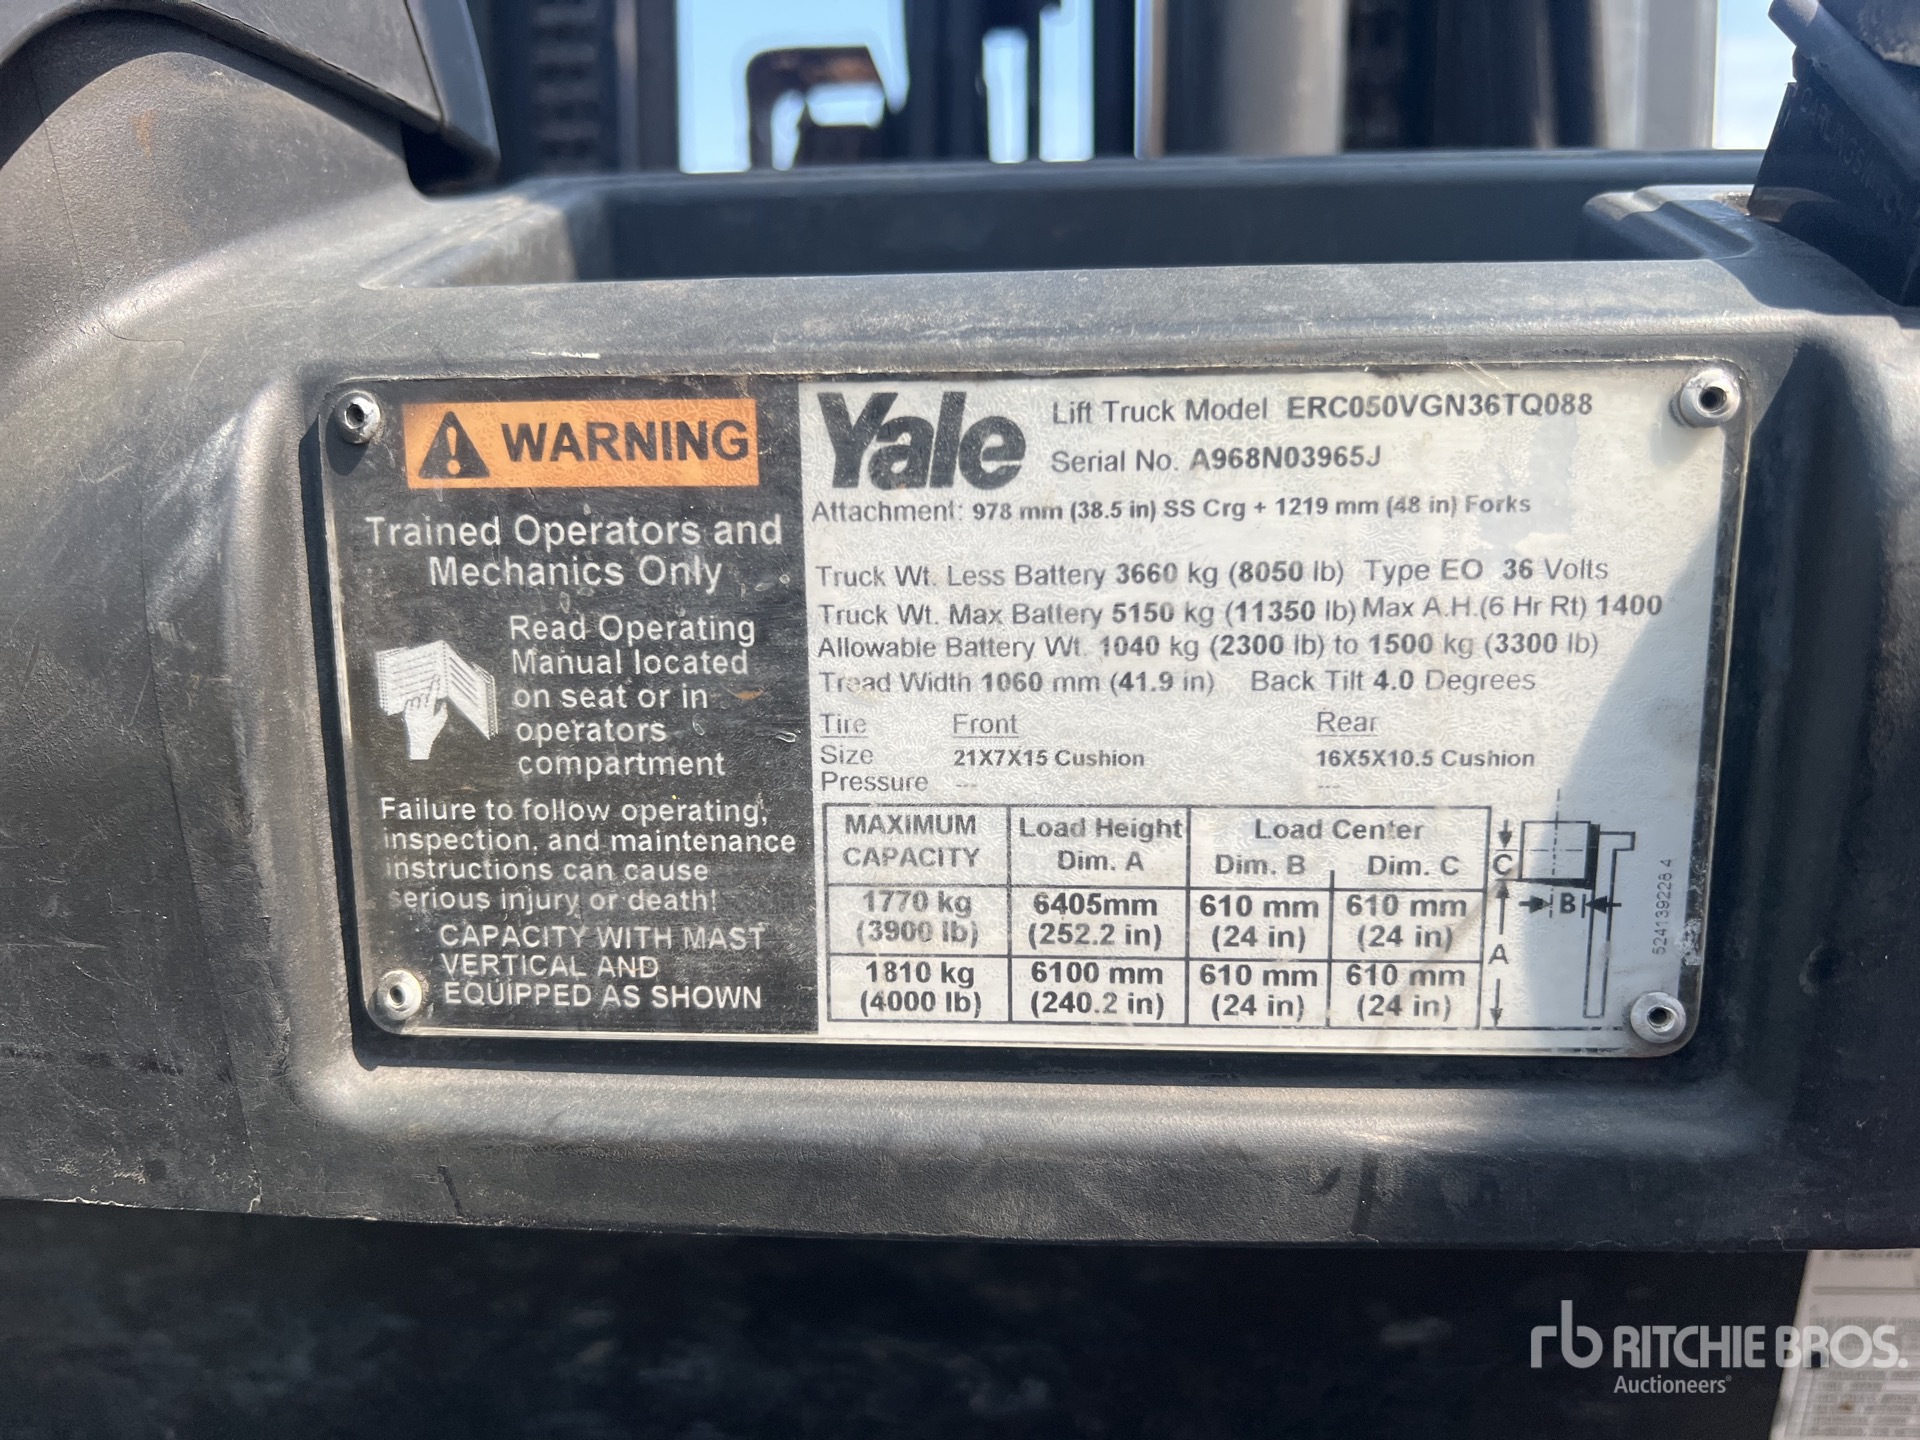 WARNING
Trained Operators and
Mechanics Only
Read Operating
Manual located
on seat or in
operators
compartment
Failure to follow operating,
inspection, and maintenance
instructions can cause
serious injury or death!
CAPACITY WITH MAST
VERTICAL AND
EQUIPPED AS SHOWN
Yale
Lift Truck Model ERC050VGN36TQ088
Serial No. A968N03965J
Attachment: 978 mm (38.5 in) SS Crg + 1219 mm (48 in) Forks
Truck Wt. Less Battery 3660 kg (8050 lb) Type EO 36 Volts
Truck Wt. Max Battery 5150 kg (11350 lb) Max A.H.(6 Hr Rt) 1400
Allowable Battery Wt. 1040 kg (2300 lb) to 1500 kg (3300 lb)
Tread Width 1060 mm (41.9 in) Back Tilt 4.0 Degrees
Tire Front Rear
Size 21X7X15 Cushion 16X5X10.5 Cushion
Pressure --- ---
MAXIMUM CAPACITY Load Height Dim. A Load Center Dim. B Dim. C
1770 kg 6405mm 610 mm 610 mm
(3900 lb) (252.2 in) (24 in) (24 in)
1810 kg 6100 mm 610 mm 610 mm
(4000 lb) (240.2 in) (24 in) (24 in)
C
B
A
524139228 4
rb RITCHIE BROS.
Auctioneers